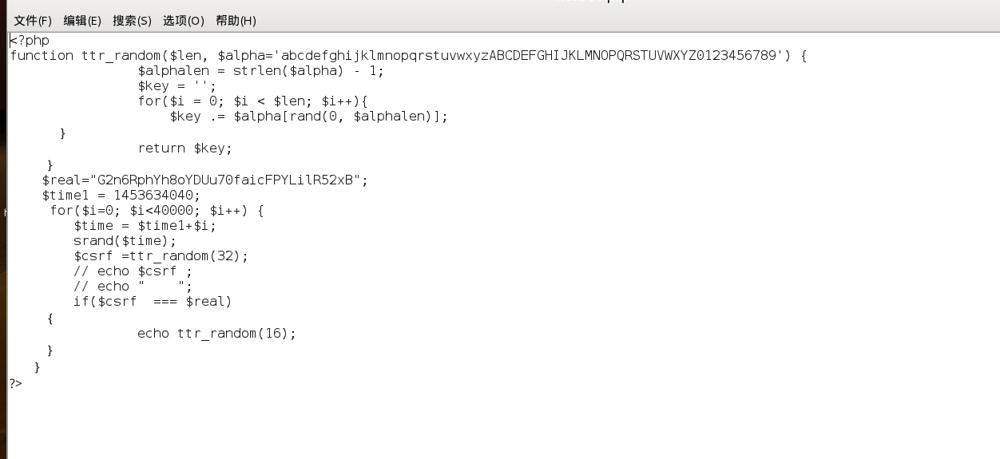 文件(F) 编辑(E) 搜索(S) 选项(O) 帮助(H)
<?php
function ttr_random($len, $alpha='abcdefghijklmnopqrstuvwxyzABCDEFGHIJKLMNOPQRSTUVWXYZ0123456789') {
$alphalen = strlen($alpha) - 1;
$key = '';
for($i = 0; $i < $len; $i++){
$key .= $alpha[rand(0, $alphalen)];
}
return $key;
}
$real="G2n6RphYh8oYDUu70faicFPYLilR52xB";
$time1 = 1453634040;
for($i=0; $i<40000; $i++) {
$time = $time1+$i;
srand($time);
$csrf =ttr_random(32);
// echo $csrf ;
// echo "    ";
if($csrf  === $real)
{
echo ttr_random(16);
}
}
?>